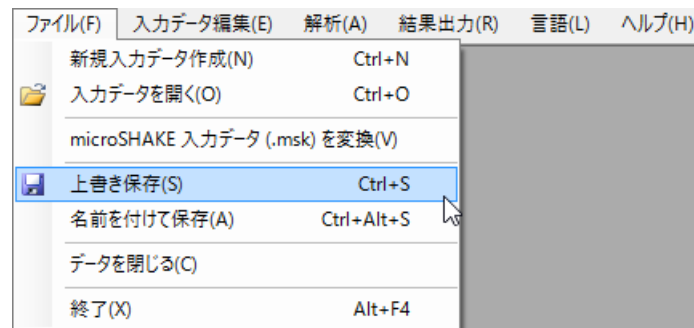 ファイル(F) 入力データ編集(E) 解析(A) 結果出力(R) 言語(L) ヘルプ(H)
新規入力データ作成(N) Ctrl+N
入力データを開く(O) Ctrl+O
microSHAKE 入力データ (.msk) を変換(V)
上書き保存(S) Ctrl+S
名前を付けて保存(A) Ctrl+Alt+S
データを閉じる(C)
終了(X) Alt+F4